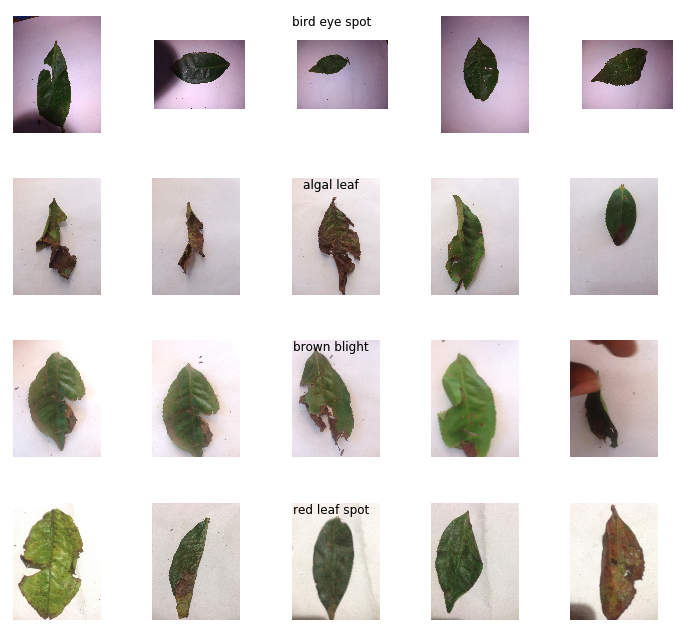 bird eye spot
algal leaf
brown blight
red leaf spot